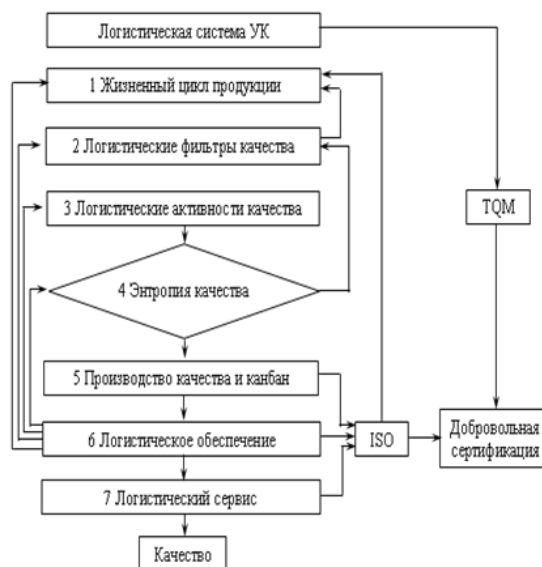 Логистическая система УК
1 Жизненный цикл продукции
2 Логистические фильтры качества
3 Логистические активности качества
TQM
4 Энтропия качества
5 Производство качества и канбан
6 Логистическое обеспечение
ISO
Добровольная
сертификация
7 Логистический сервис
Качество